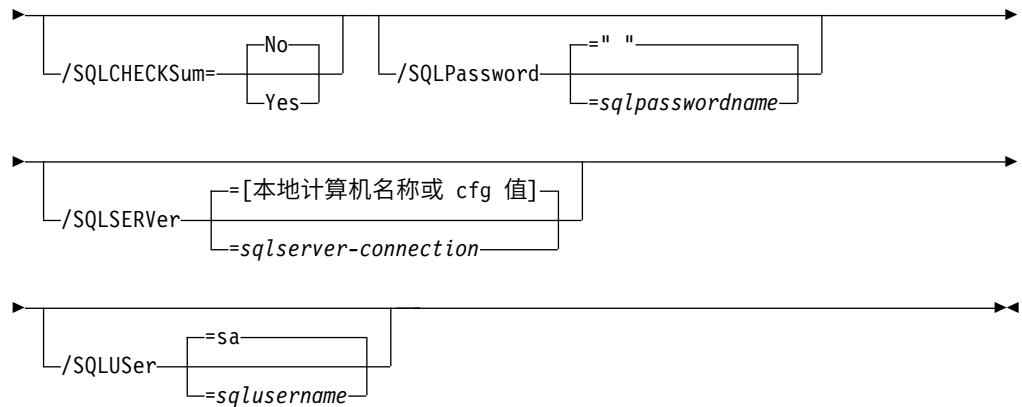 No
/SQLCHECKSum=
Yes
=" "
/SQLPassword
=sqlpasswordname
=[本地计算机名称或 cfg 值]
/SQLSERVer
=sqlserver-connection
=sa
/SQLUSer
=sqlusername